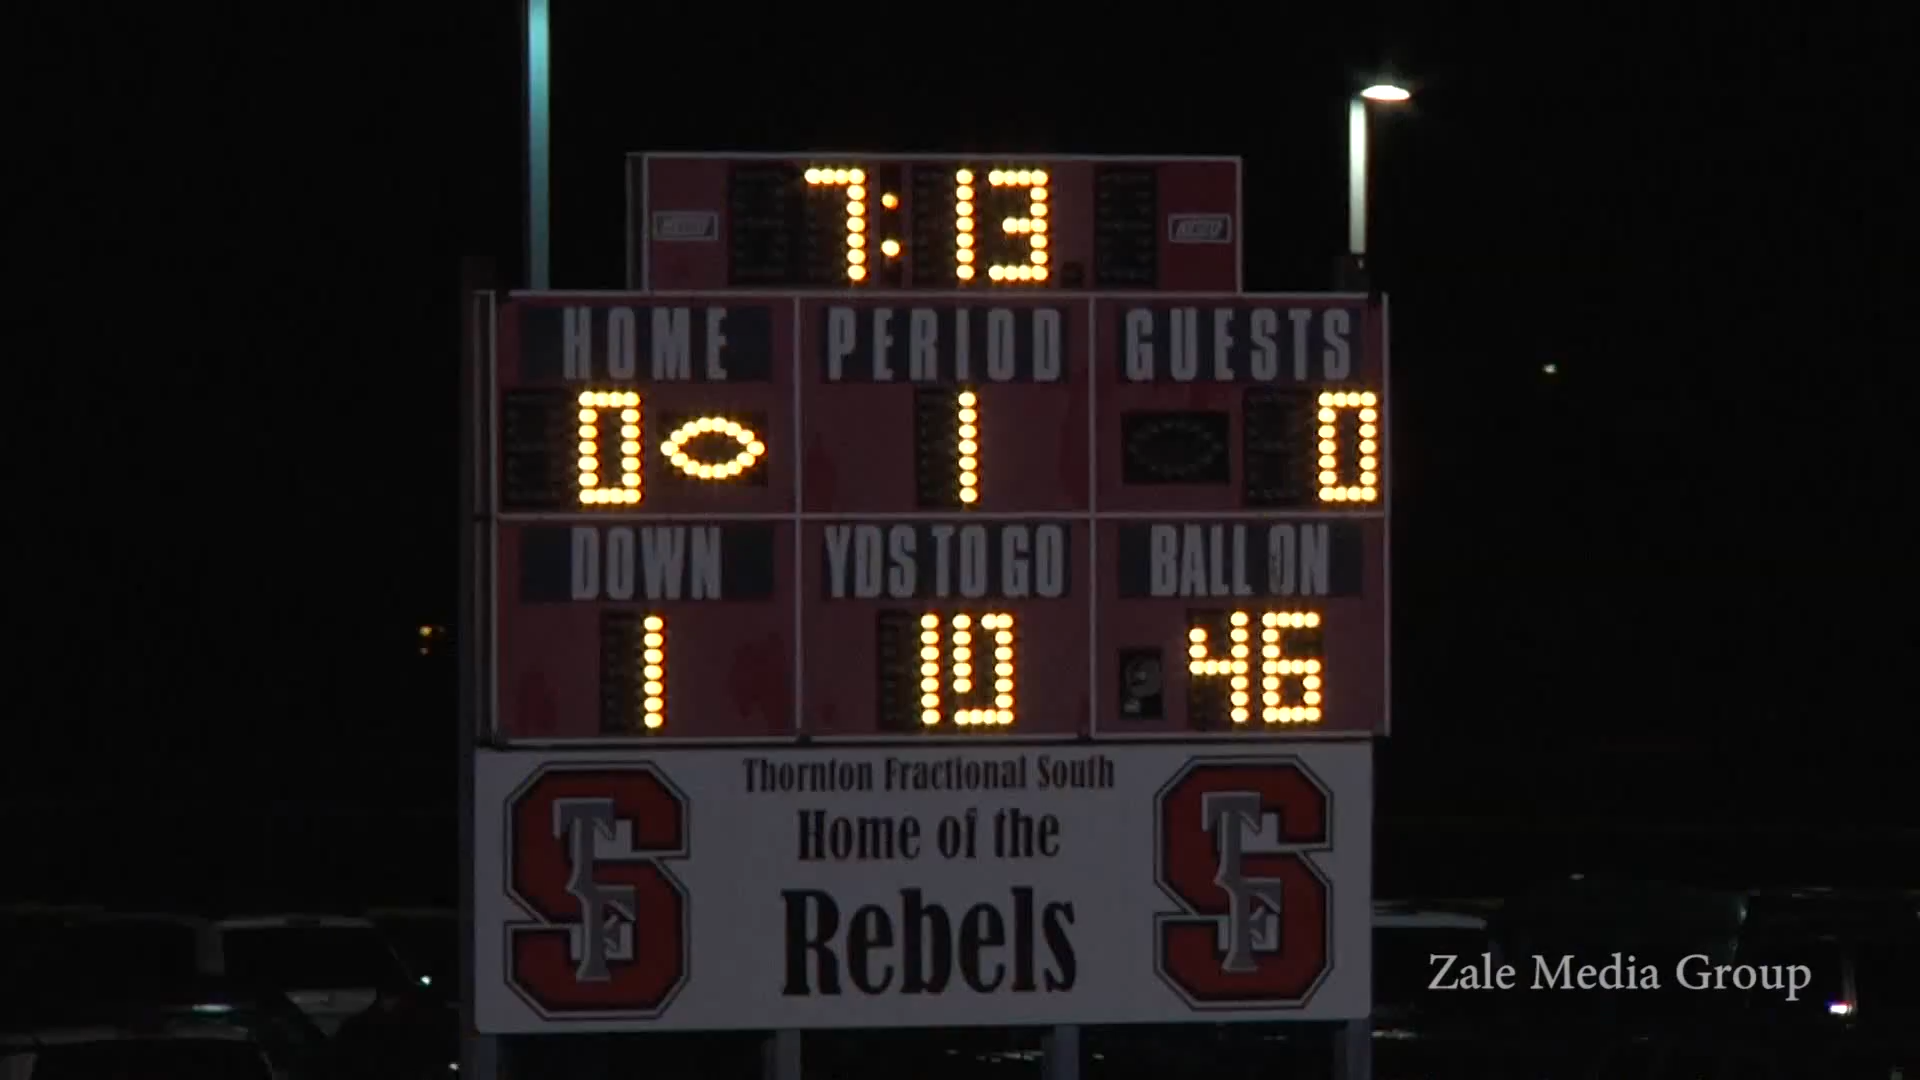 7:13
HOME PERIOD GUESTS
0 1 0
DOWN YDS TO GO BALL ON
1 10 46
Thornton Fractional South
Home of the
Rebels
Zale Media Group